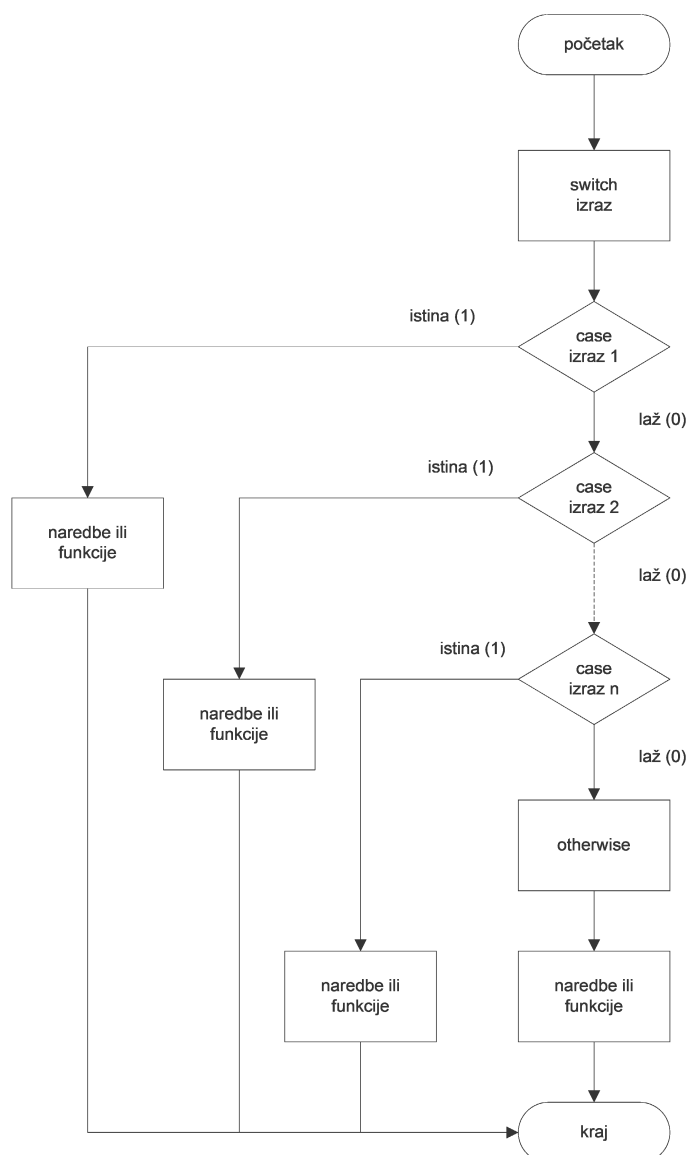 početak
switch
izraz
istina (1)
case
izraz 1
laž (0)
istina (1)
case
izraz 2
naredbe ili
funkcije
laž (0)
istina (1)
case
izraz n
naredbe ili
funkcije
laž (0)
otherwise
naredbe ili
funkcije
naredbe ili
funkcije
kraj